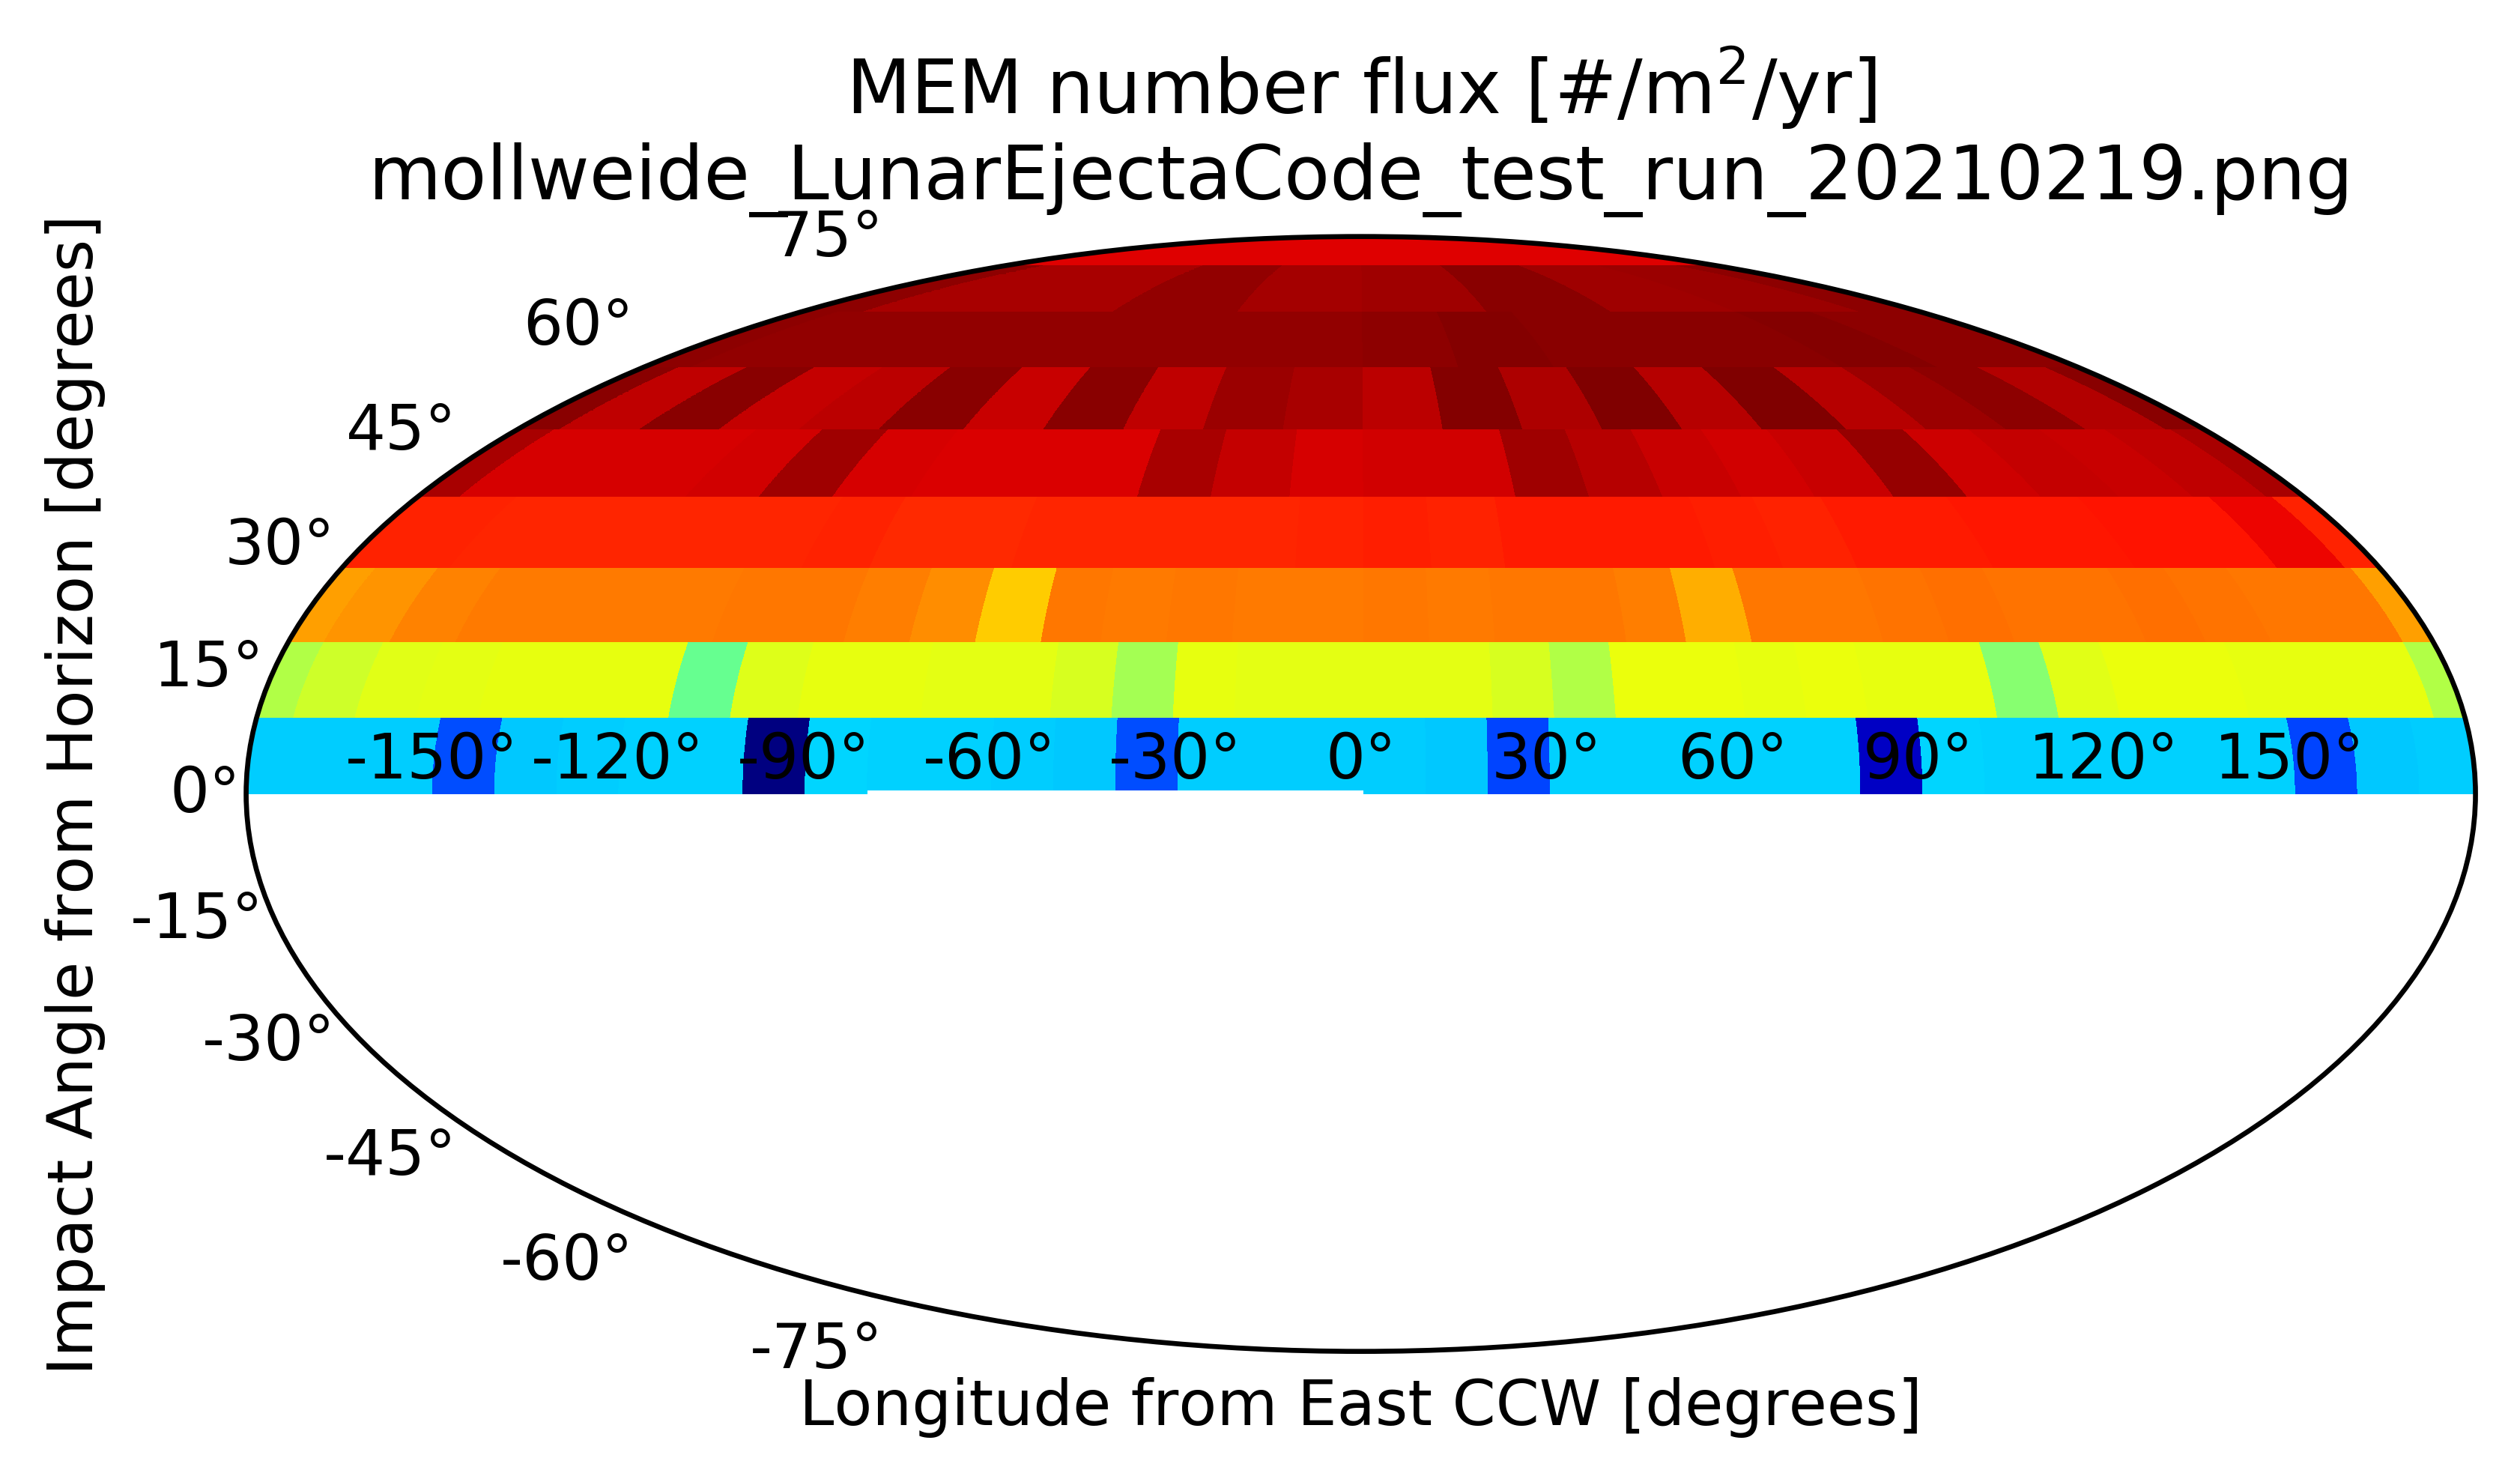 MEM number flux [#/m²/yr]
mollweide_LunarEjectaCode_test_run_20210219.png
Impact Angle from Horizon [degrees]
75°
60°
45°
30°
15°
0°
-15°
-30°
-45°
-60°
-75°
-150° -120° -90° -60° -30° 0° 30° 60° 90° 120° 150°
Longitude from East CCW [degrees]